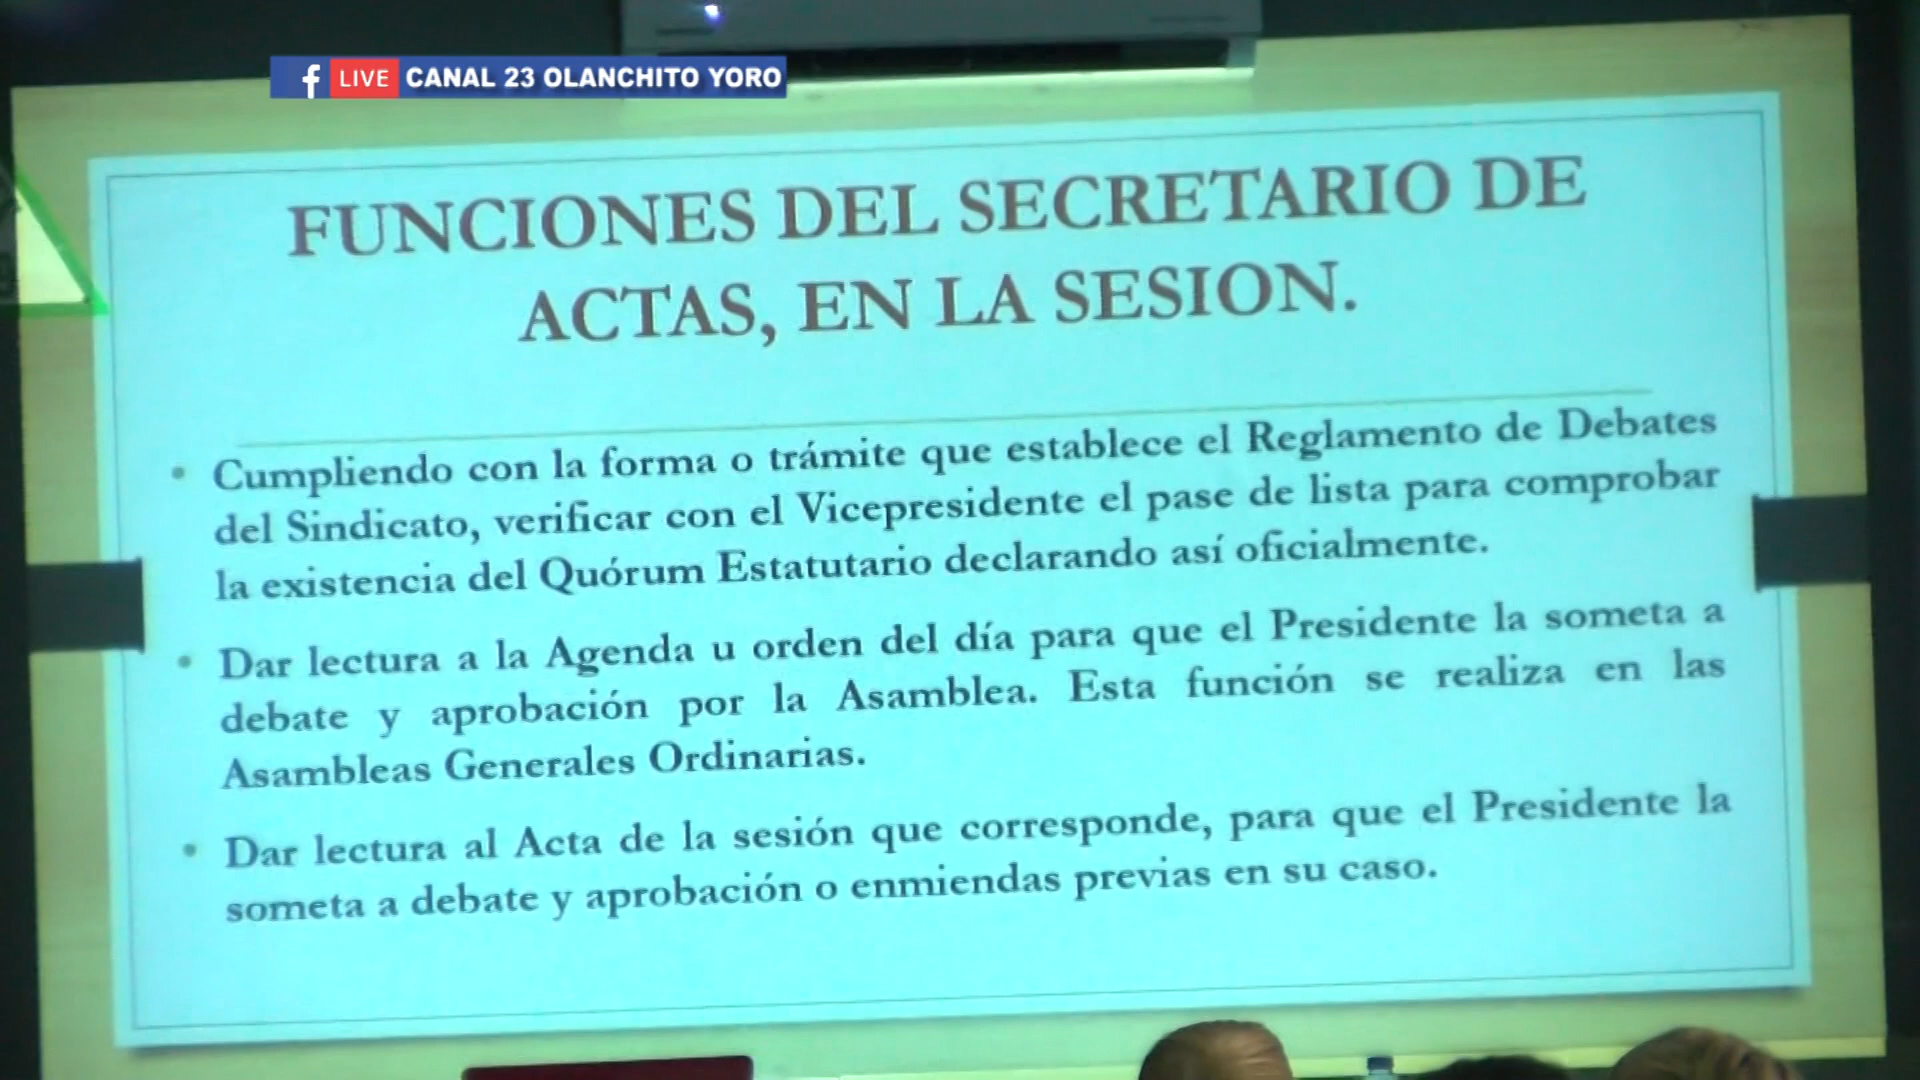 f LIVE CANAL 23 OLANCHITO YORO
FUNCIONES DEL SECRETARIO DE
ACTAS, EN LA SESION.
• Cumpliendo con la forma o trámite que establece el Reglamento de Debates
del Sindicato, verificar con el Vicepresidente el pase de lista para comprobar
la existencia del Quórum Estatutario declarando así oficialmente.
• Dar lectura a la Agenda u orden del día para que el Presidente la someta a
debate y aprobación por la Asamblea. Esta función se realiza en las
Asambleas Generales Ordinarias.
• Dar lectura al Acta de la sesión que corresponde, para que el Presidente la
someta a debate y aprobación o enmiendas previas en su caso.